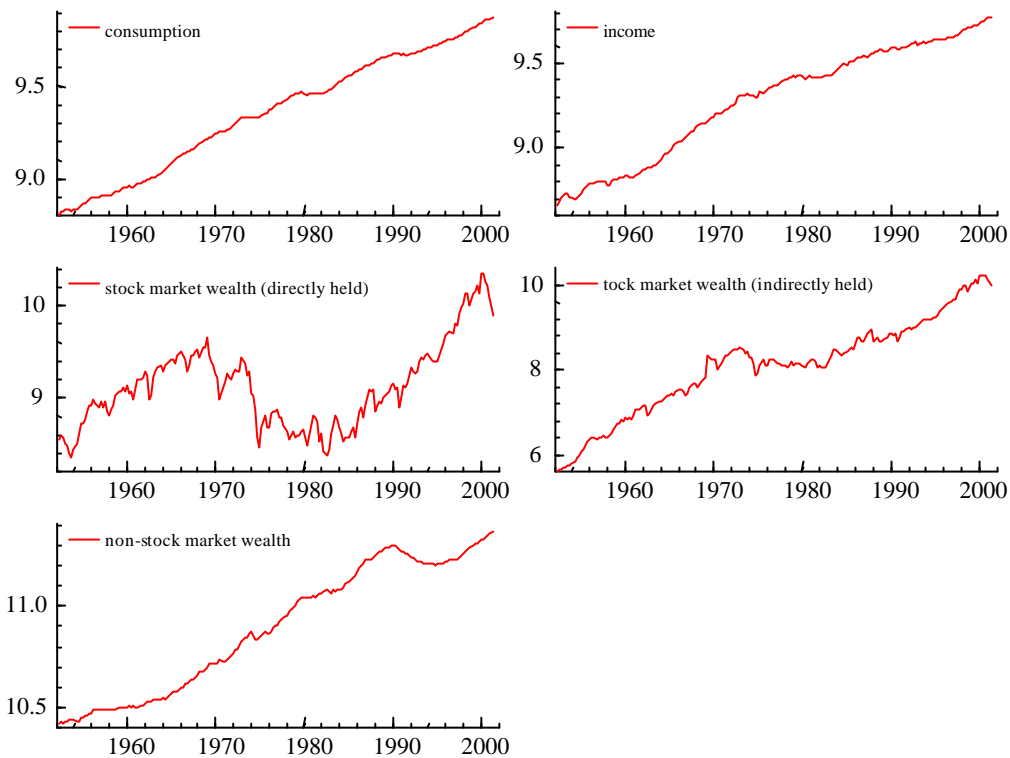 consumption
9.5
9.0
1960 1970 1980 1990 2000
income
9.5
9.0
1960 1970 1980 1990 2000
stock market wealth (directly held)
10
9
1960 1970 1980 1990 2000
tock market wealth (indirectly held)
10
8
6
1960 1970 1980 1990 2000
non-stock market wealth
11.0
10.5
1960 1970 1980 1990 2000